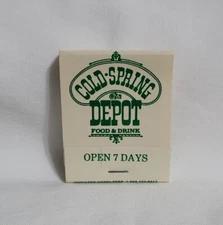 COLD-SPRING
DEPOT
FOOD & DRINK
OPEN 7 DAYS